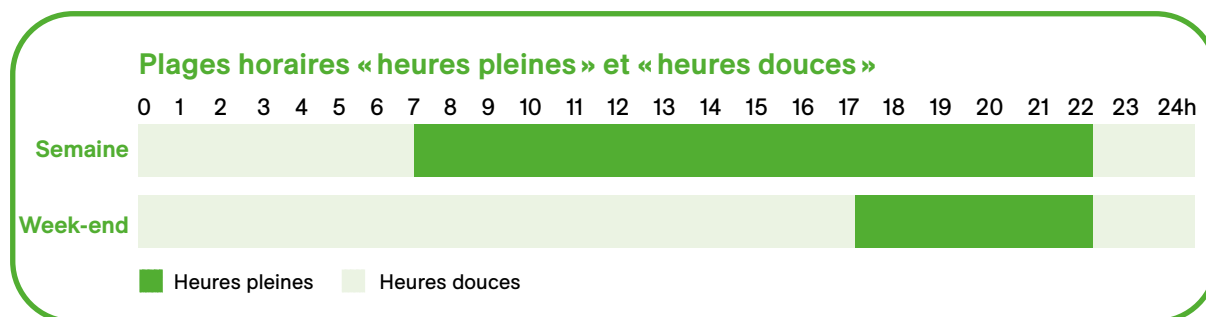 Plages horaires «heures pleines» et «heures douces»
0 1 2 3 4 5 6 7 8 9 10 11 12 13 14 15 16 17 18 19 20 21 22 23 24h
Semaine
Week-end
Heures pleines Heures douces